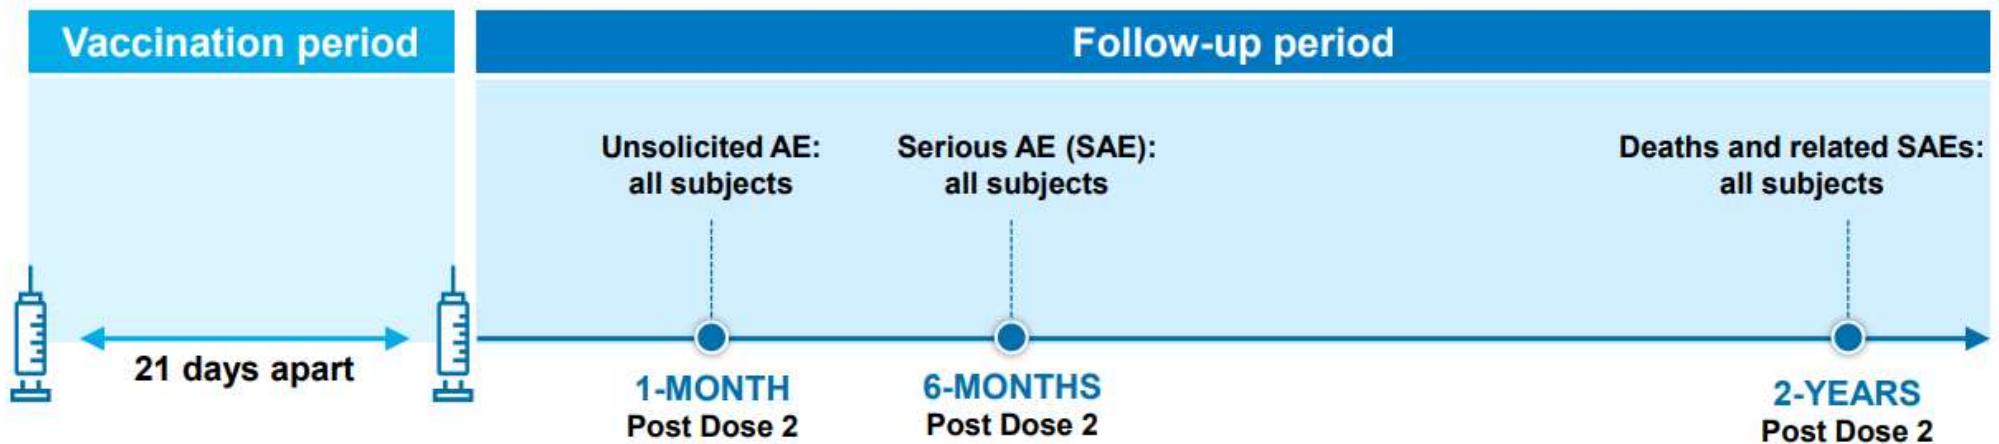 Vaccination period
Follow-up period
Unsolicited AE:
all subjects
Serious AE (SAE):
all subjects
Deaths and related SAEs:
all subjects
21 days apart
1-MONTH
Post Dose 2
6-MONTHS
Post Dose 2
2-YEARS
Post Dose 2